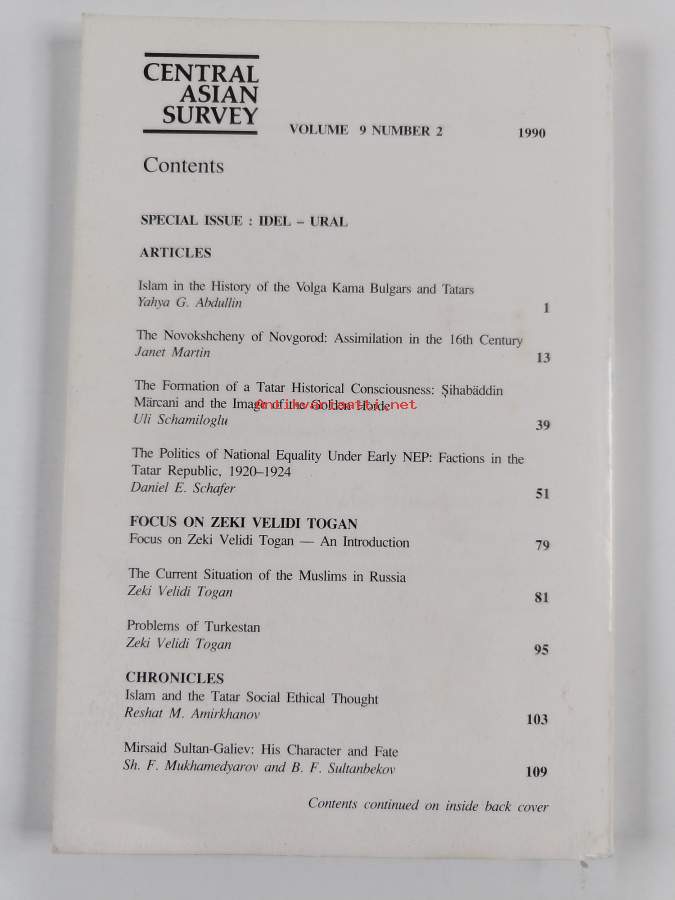 CENTRAL
ASIAN
SURVEY
VOLUME 9 NUMBER 2 1990
Contents
SPECIAL ISSUE : IDEL – URAL
ARTICLES
Islam in the History of the Volga Kama Bulgars and Tatars
Yahya G. Abdullin 1
The Novokshcheny of Novgorod: Assimilation in the 16th Century
Janet Martin 13
The Formation of a Tatar Historical Consciousness: Şihabäddin
Märcani and the Image of the Golden Horde
Uli Schamiloglu 39
The Politics of National Equality Under Early NEP: Factions in the
Tatar Republic, 1920–1924
Daniel E. Schafer 51
FOCUS ON ZEKI VELIDI TOGAN
Focus on Zeki Velidi Togan — An Introduction 79
The Current Situation of the Muslims in Russia
Zeki Velidi Togan 81
Problems of Turkestan
Zeki Velidi Togan 95
CHRONICLES
Islam and the Tatar Social Ethical Thought
Reshat M. Amirkhanov 103
Mirsaid Sultan-Galiev: His Character and Fate
Sh. F. Mukhamedyarov and B. F. Sultanbekov 109
Contents continued on inside back cover